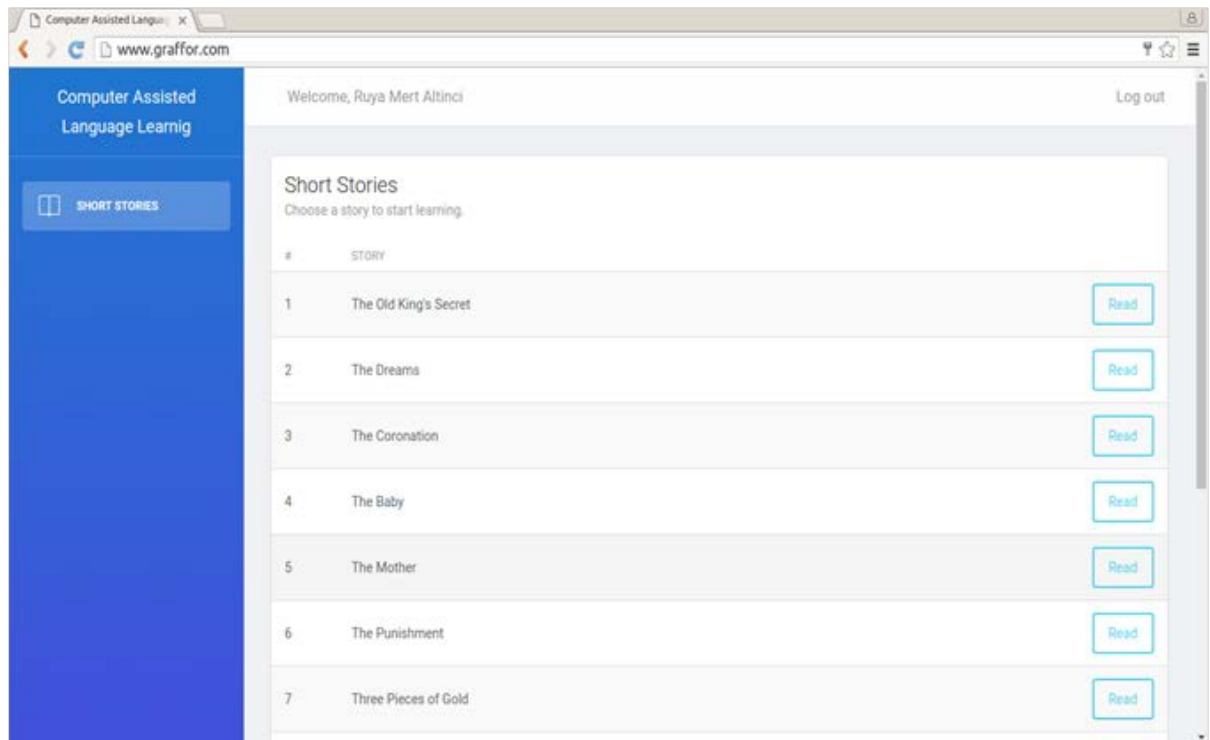 Computer Assisted Langua
www.graffor.com
Computer Assisted
Language Learnig
SHORT STORIES
Welcome, Ruya Mert Altinci
Log out
Short Stories
Choose a story to start learning.
# STORY
1 The Old King's Secret Read
2 The Dreams Read
3 The Coronation Read
4 The Baby Read
5 The Mother Read
6 The Punishment Read
7 Three Pieces of Gold Read